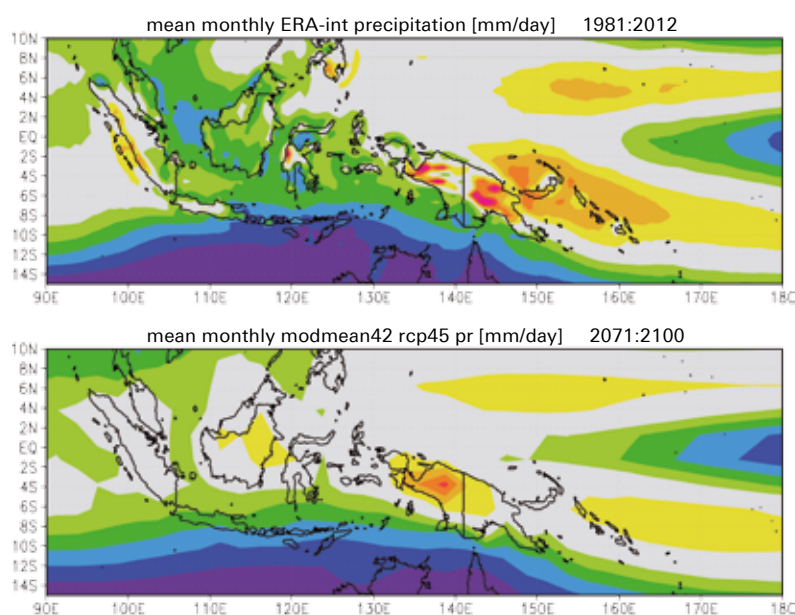 mean monthly ERA-int precipitation [mm/day] 1981:2012
10N
8N
6N
4N
2N
EQ
2S
4S
6S
8S
10S
12S
14S
90E 100E 110E 120E 130E 140E 150E 160E 170E 18C
mean monthly modmean42 rcp45 pr [mm/day] 2071:2100
10N
8N
6N
4N
2N
EQ
2S
4S
6S
8S
10S
12S
14S
90E 100E 110E 120E 130E 140E 150E 160E 170E 18C